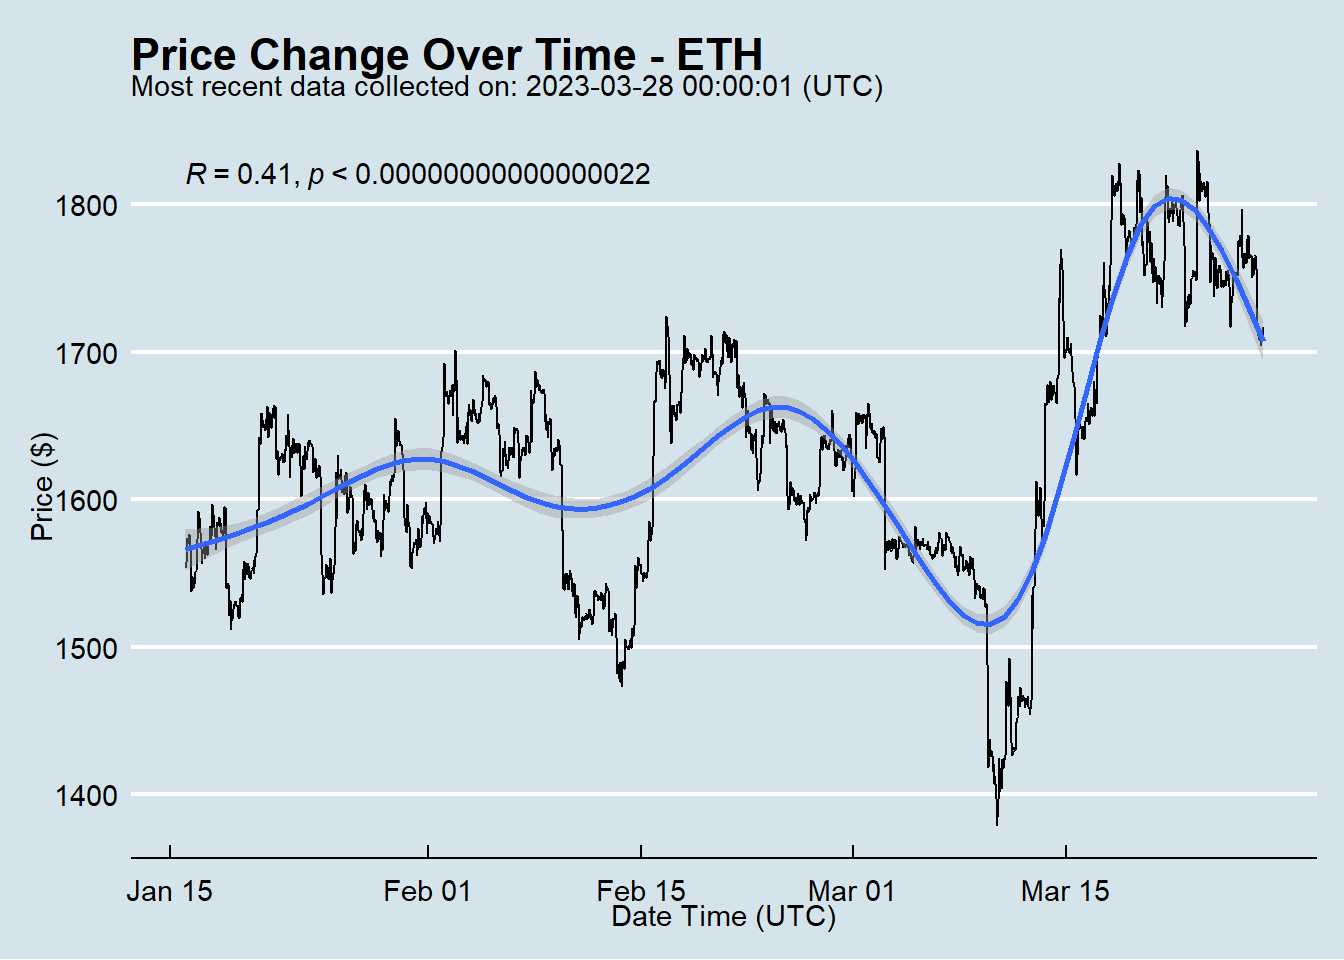 Price Change Over Time - ETH
Most recent data collected on: 2023-03-28 00:00:01 (UTC)
R = 0.41, p < 0.00000000000000022
1800
1700
1600
1500
1400
Price ($)
Jan 15 Feb 01 Feb 15 Mar 01 Mar 15
Date Time (UTC)